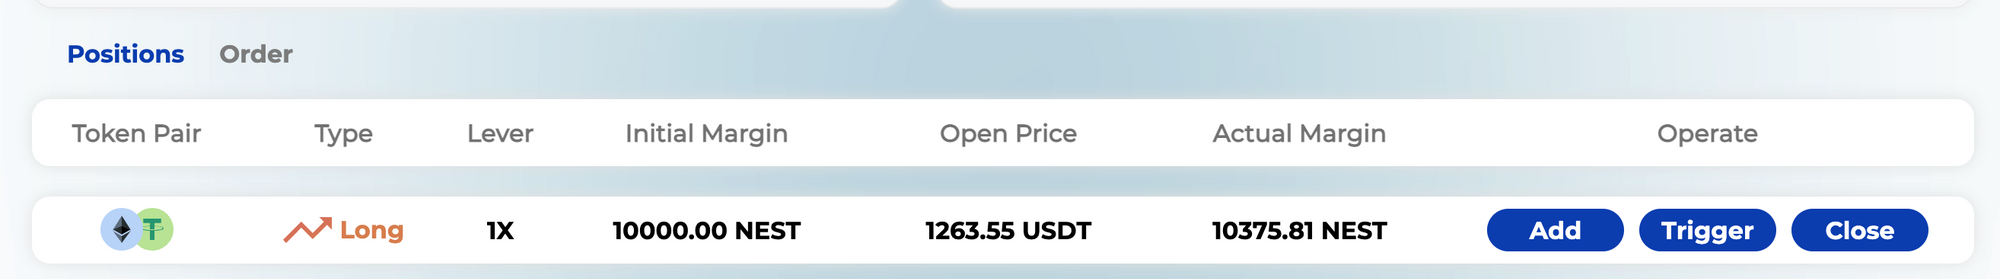 Positions Order
Token Pair Type Lever Initial Margin Open Price Actual Margin Operate
Long 1X 10000.00 NEST 1263.55 USDT 10375.81 NEST Add Trigger Close